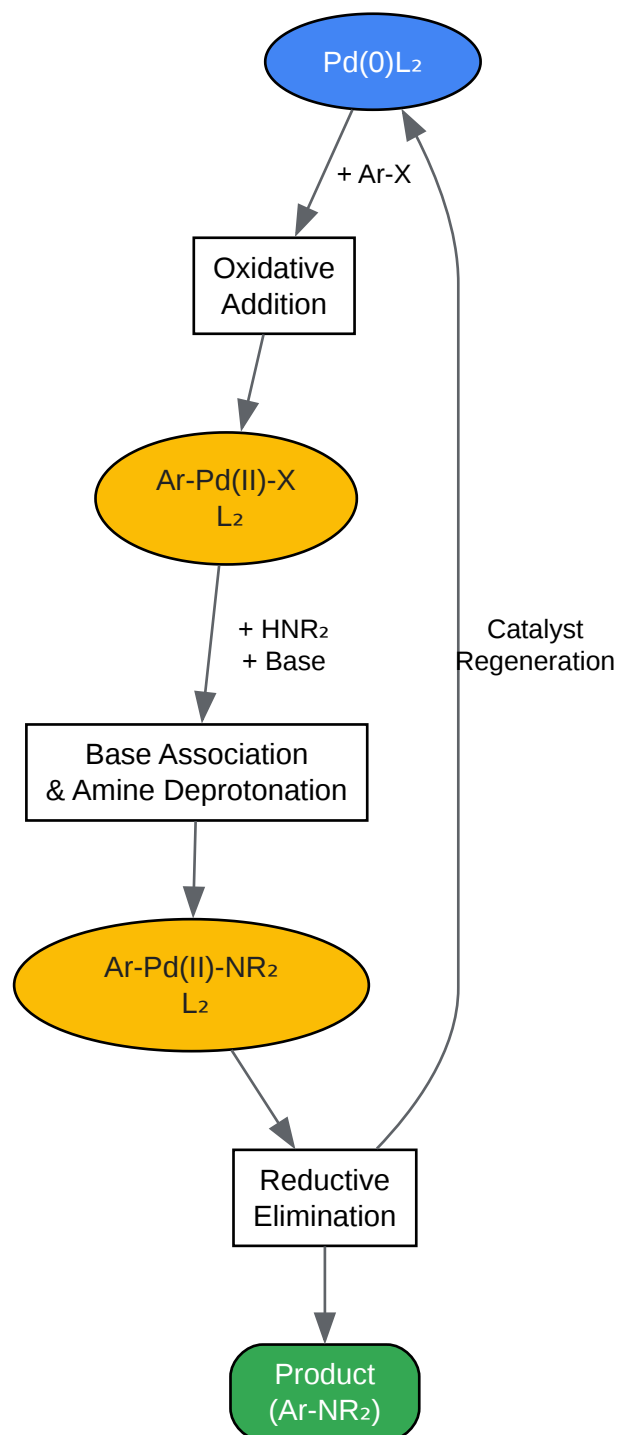 Pd(0)L₂
+ Ar-X
Oxidative
Addition
Ar-Pd(II)-X
L₂
+ HNR₂
+ Base
Catalyst
Regeneration
Base Association
& Amine Deprotonation
Ar-Pd(II)-NR₂
L₂
Reductive
Elimination
Product
(Ar-NR₂)